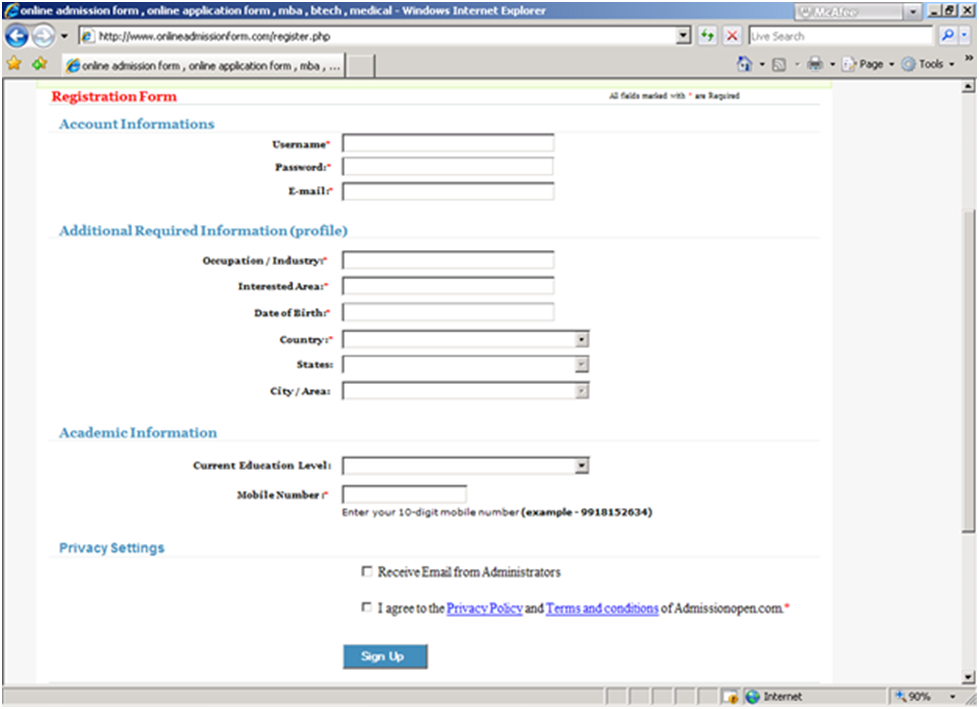 online admission form , online application form , mba , btech , medical - Windows Internet Explorer
McAfee
http://www.onlineadmissionform.com/register.php
Live Search
online admission form , online application form , mba , ...
Page
Tools
Registration Form
All fields marked with * are Required
Account Informations
Username*
Password:*
E-mail:*
Additional Required Information (profile)
Occupation / Industry:*
Interested Area:*
Date of Birth:*
Country:*
States:
City / Area:
Academic Information
Current Education Level:
Mobile Number :*
Enter your 10-digit mobile number (example - 9918152634)
Privacy Settings
Receive Email from Administrators
I agree to the Privacy Policy and Terms and conditions of Admissionopen.com.*
Sign Up
Internet
90%